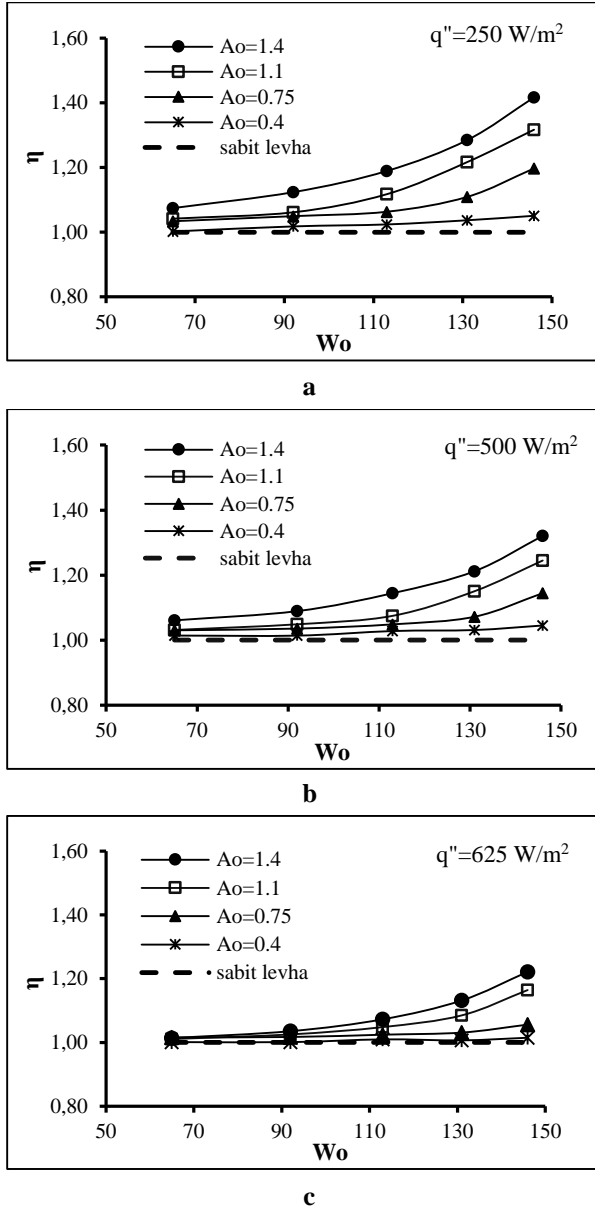 q"=250 W/m²
Ao=1.4
Ao=1.1
Ao=0.75
Ao=0.4
sabit levha
1,60
1,40
1,20
1,00
0,80
η
50 70 90 110 130 150
Wo
a
q"=500 W/m²
Ao=1.4
Ao=1.1
Ao=0.75
Ao=0.4
sabit levha
1,60
1,40
1,20
1,00
0,80
η
50 70 90 110 130 150
Wo
b
q"=625 W/m²
Ao=1.4
Ao=1.1
Ao=0.75
Ao=0.4
sabit levha
1,60
1,40
1,20
1,00
0,80
η
50 70 90 110 130 150
Wo
c